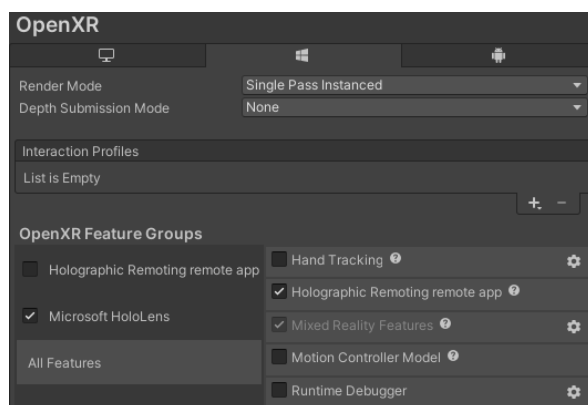 OpenXR
Render Mode Single Pass Instanced
Depth Submission Mode None
Interaction Profiles
List is Empty
+ -
OpenXR Feature Groups
Holographic Remoting remote app
Microsoft HoloLens
All Features
Hand Tracking ?
Holographic Remoting remote app ?
Mixed Reality Features ?
Motion Controller Model ?
Runtime Debugger